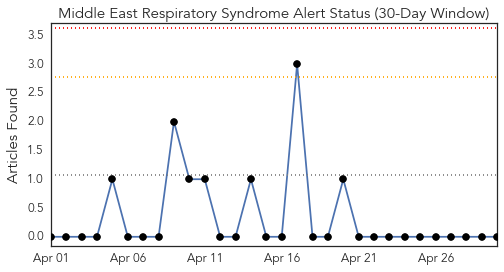 Middle East Respiratory Syndrome Alert Status (30-Day Window)
Articles Found
3.5
3.0
2.5
2.0
1.5
1.0
0.5
0.0
Apr 01 Apr 06 Apr 11 Apr 16 Apr 21 Apr 26